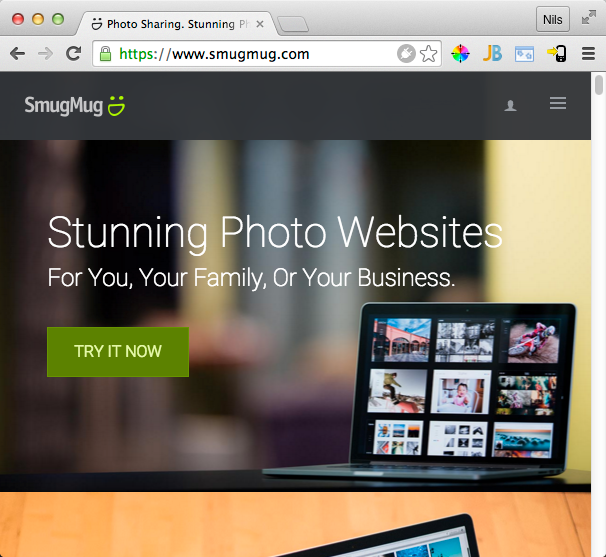 Photo Sharing. Stunning P
Nils
https://www.smugmug.com
JB
SmugMug
Stunning Photo Websites
For You, Your Family, Or Your Business.
TRY IT NOW